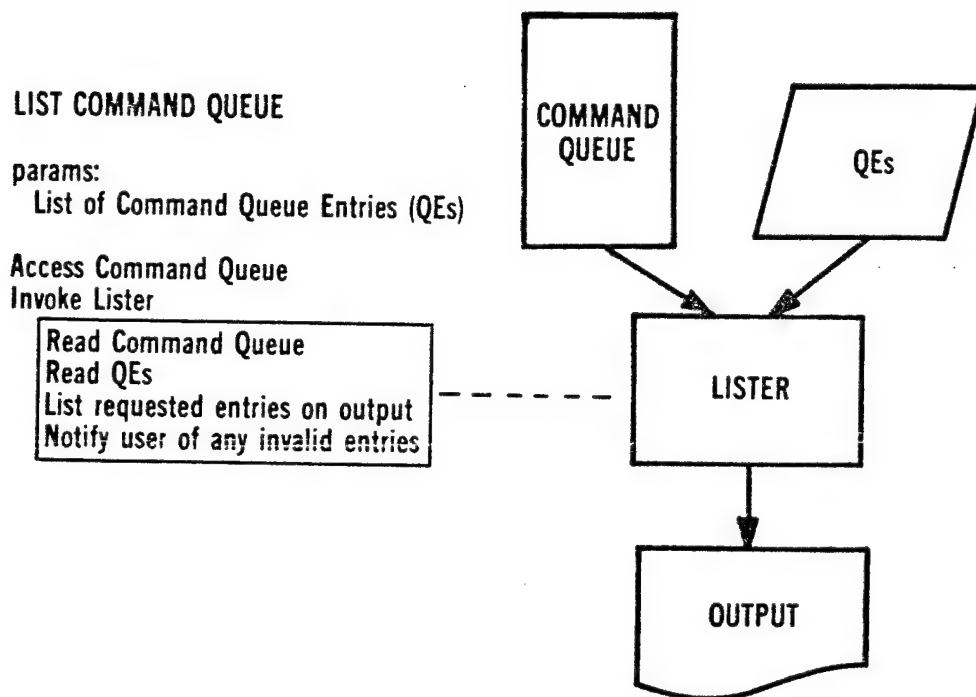 LIST COMMAND QUEUE
params:
List of Command Queue Entries (QEs)
Access Command Queue
Invoke Lister
Read Command Queue
Read QEs
List requested entries on output
Notify user of any invalid entries
COMMAND
QUEUE
QEs
LISTER
OUTPUT